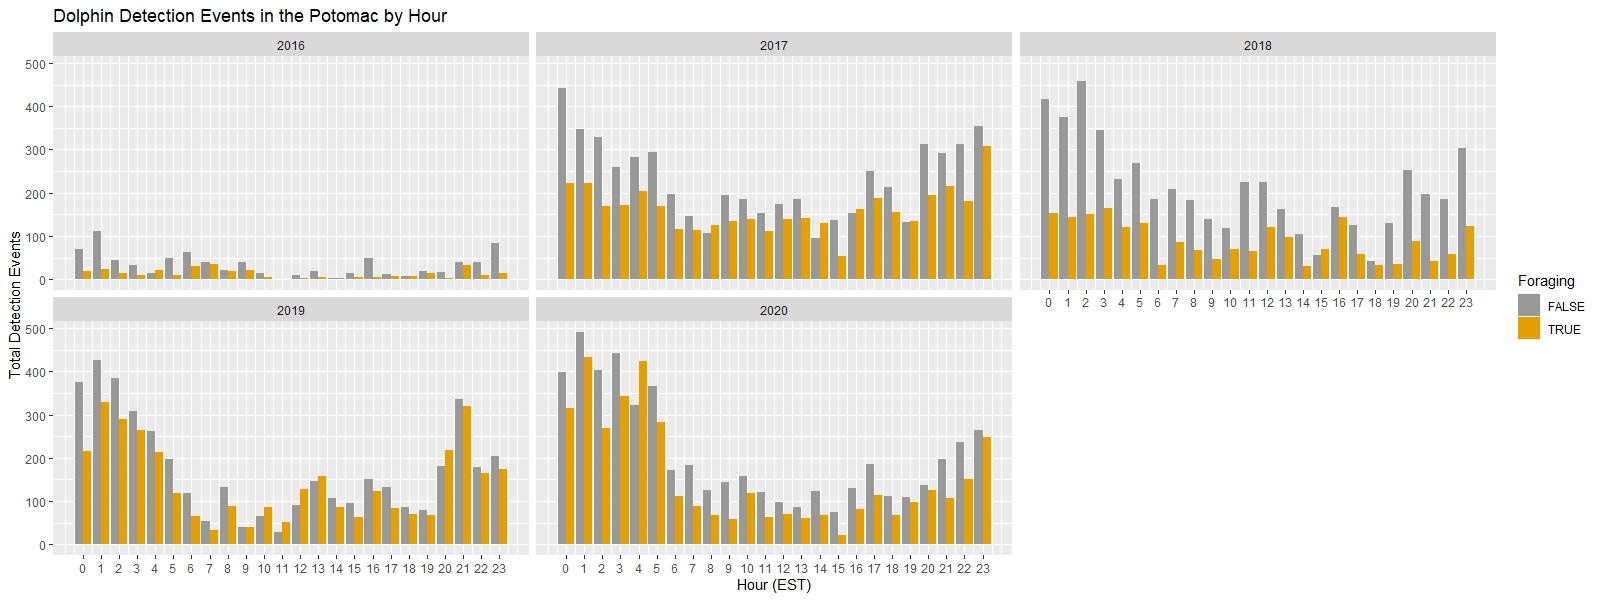 Dolphin Detection Events in the Potomac by Hour
2016
2017
2018
500
400
300
200
100
0
0 1 2 3 4 5 6 7 8 9 10 11 12 13 14 15 16 17 18 19 20 21 22 23
Total Detection Events
2019
2020
500
400
300
200
100
0
0 1 2 3 4 5 6 7 8 9 10 11 12 13 14 15 16 17 18 19 20 21 22 23
0 1 2 3 4 5 6 7 8 9 10 11 12 13 14 15 16 17 18 19 20 21 22 23
Hour (EST)
Foraging
FALSE
TRUE